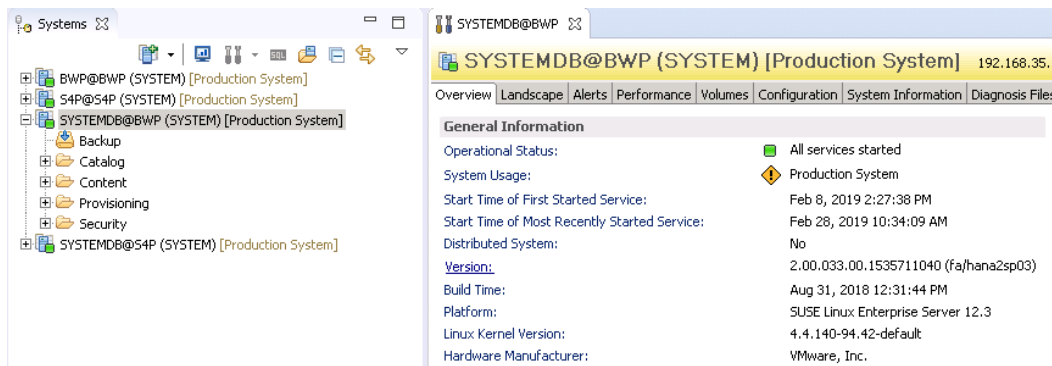 Systems
BWP@BWP (SYSTEM) [Production System]
S4P@S4P (SYSTEM) [Production System]
SYSTEMDB@BWP (SYSTEM) [Production System]
Backup
Catalog
Content
Provisioning
Security
SYSTEMDB@S4P (SYSTEM) [Production System]
SYSTEMDB@BWP
SYSTEMDB@BWP (SYSTEM) [Production System] 192.168.35.
Overview Landscape Alerts Performance Volumes Configuration System Information Diagnosis Files
General Information
Operational Status: All services started
System Usage: Production System
Start Time of First Started Service: Feb 8, 2019 2:27:38 PM
Start Time of Most Recently Started Service: Feb 28, 2019 10:34:09 AM
Distributed System: No
Version: 2.00.033.00.1535711040 (fa/hana2sp03)
Build Time: Aug 31, 2018 12:31:44 PM
Platform: SUSE Linux Enterprise Server 12.3
Linux Kernel Version: 4.4.140-94.42-default
Hardware Manufacturer: VMware, Inc.